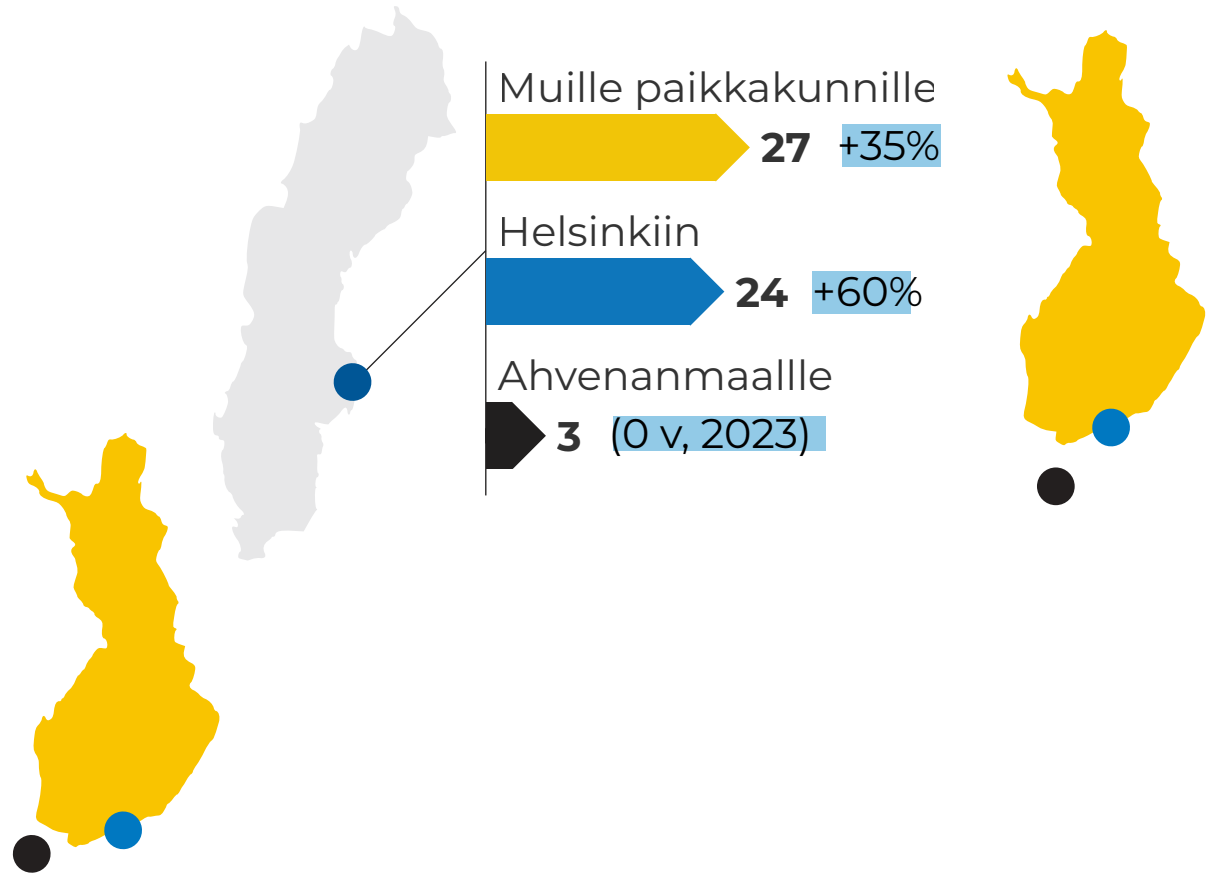 Muille paikkakunnille
27 +35%
Helsinkiin
24 +60%
Ahvenanmaallle
3 (0 v, 2023)